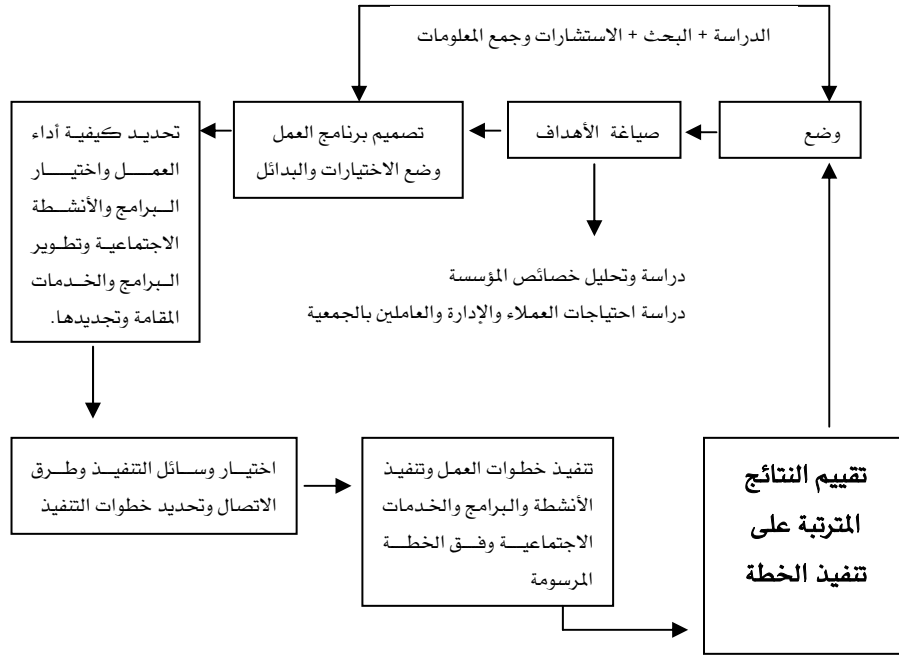 الدراسة + البحث + الاستشارات وجمع المعلومات
وضع
صياغة الأهداف
تصميم برنامج العمل
وضع الاختيارات والبدائل
تحديد كيفية أداء
العمل واختيار
البرامج والأنشطة
الاجتماعية وتطوير
البرامج والخدمات
المقامة وتجديدها.
دراسة وتحليل خصائص المؤسسة
دراسة احتياجات العملاء والإدارة والعاملين بالجمعية
اختيار وسائل التنفيذ وطرق
الاتصال وتحديد خطوات التنفيذ
تنفيذ خطوات العمل وتنفيذ
الأنشطة والبرامج والخدمات
الاجتماعية وفق الخطة
المرسومة
تقييم النتائج
المترتبة على
تنفيذ الخطة